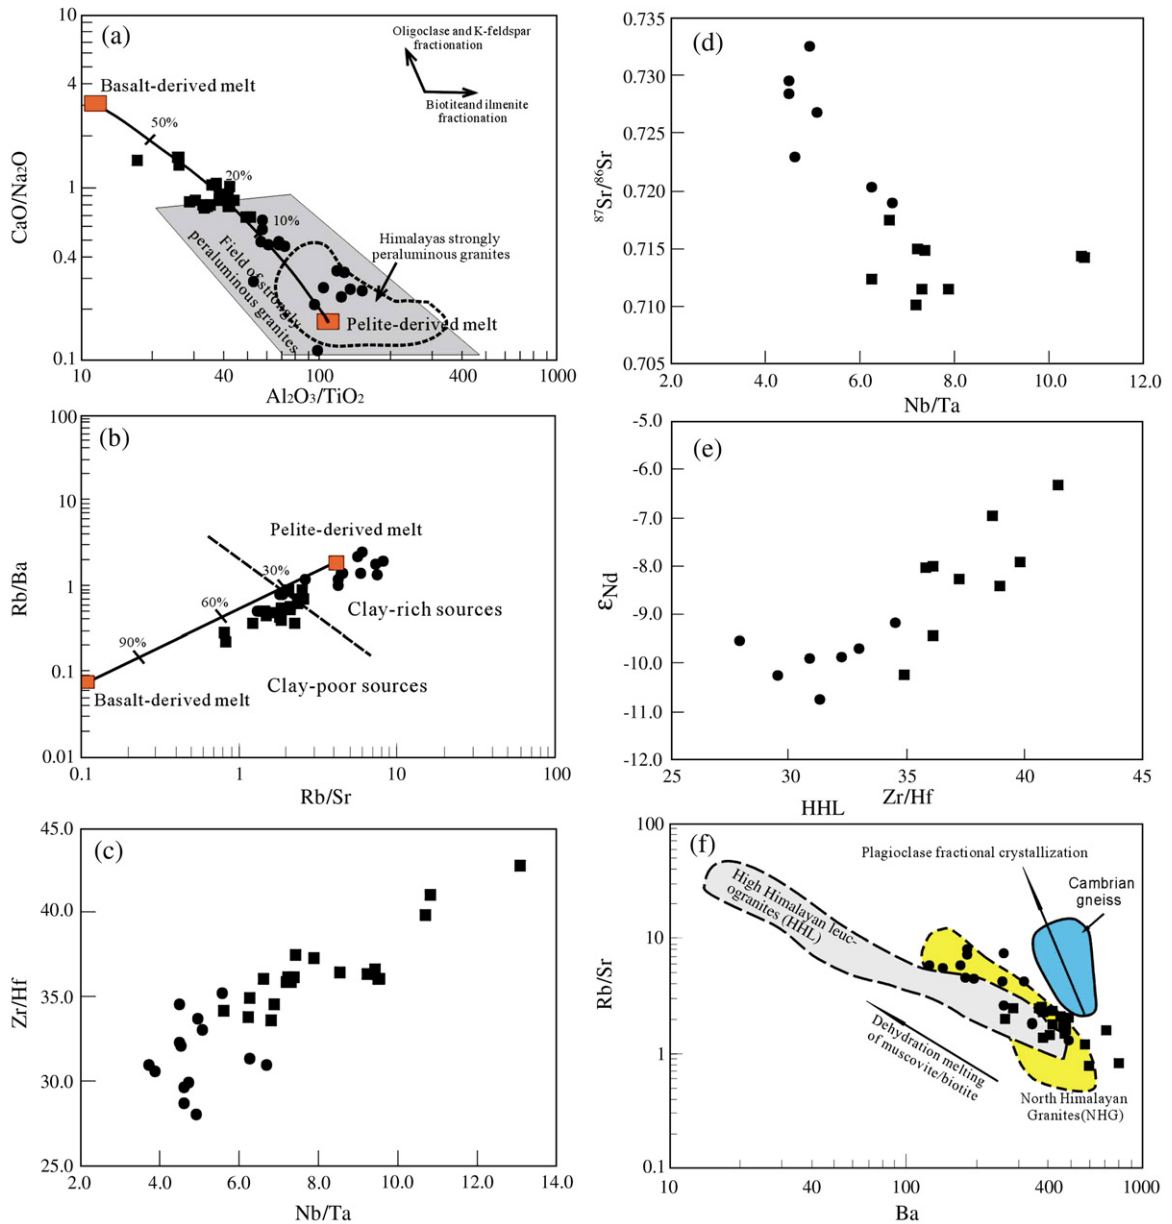 (a)
10
4
1
0.4
0.1
CaO/Na₂O
Oligoclase and K-feldspar
fractionation
Biotiteand ilmenite
fractionation
Basalt-derived melt
50%
20%
10%
Himalayas strongly
peraluminous granites
Field of strongly
peraluminous granites
Pelite-derived melt
10
40
100
400
1000
Al₂O₃/TiO₂
(d)
0.735
0.730
0.725
0.720
0.715
0.710
0.705
⁸⁷Sr/⁸⁶Sr
2.0
4.0
6.0
8.0
10.0
12.0
Nb/Ta
(b)
100
10
1
0.1
0.01
Rb/Ba
Pelite-derived melt
30%
60%
90%
Clay-rich sources
Clay-poor sources
Basalt-derived melt
0.1
1
10
100
Rb/Sr
(e)
-5.0
-6.0
-7.0
-8.0
-9.0
-10.0
-11.0
-12.0
εNd
25
30
35
40
45
Zr/Hf
HHL
(c)
45.0
40.0
35.0
30.0
25.0
Zr/Hf
2.0
4.0
6.0
8.0
10.0
12.0
14.0
Nb/Ta
(f)
100
10
1
0.1
Rb/Sr
Plagioclase fractional crystallization
Cambrian
gneiss
High Himalayan leuc-
ogranites (HHL)
Dehydration melting
of muscovite/biotite
North Himalayan
Granites(NHG)
10
40
100
400
1000
Ba